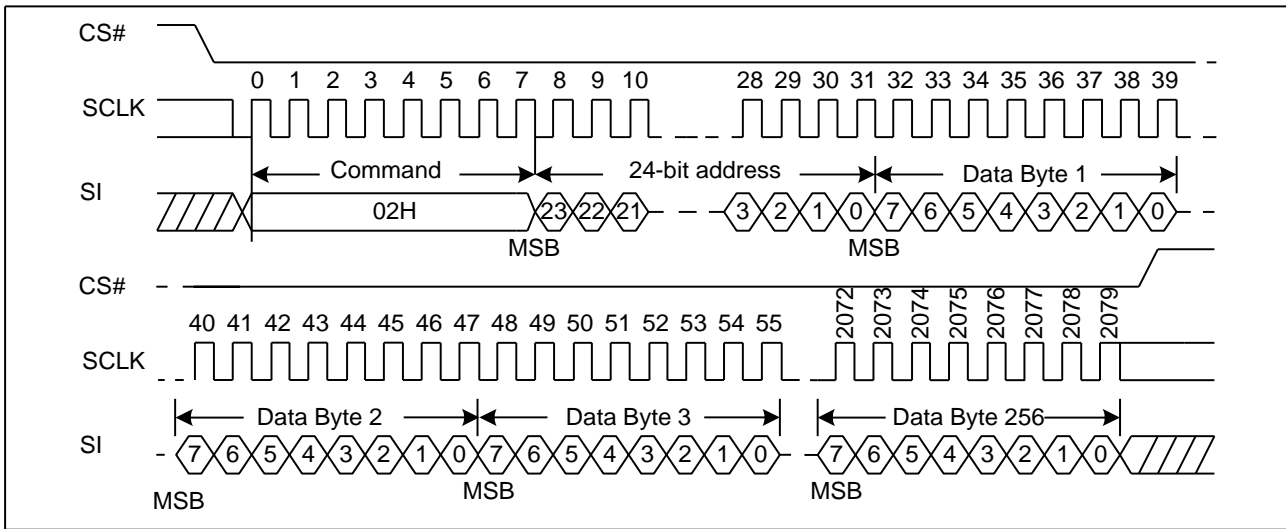 CS#
0 1 2 3 4 5 6 7 8 9 10 28 29 30 31 32 33 34 35 36 37 38 39
SCLK
Command 24-bit address Data Byte 1
SI
02H 23 22 21 3 2 1 0 7 6 5 4 3 2 1 0
MSB MSB
CS#
2072 2073 2074 2075 2076 2077 2078 2079
40 41 42 43 44 45 46 47 48 49 50 51 52 53 54 55
SCLK
Data Byte 2 Data Byte 3 Data Byte 256
SI
7 6 5 4 3 2 1 0 7 6 5 4 3 2 1 0 7 6 5 4 3 2 1 0
MSB MSB MSB